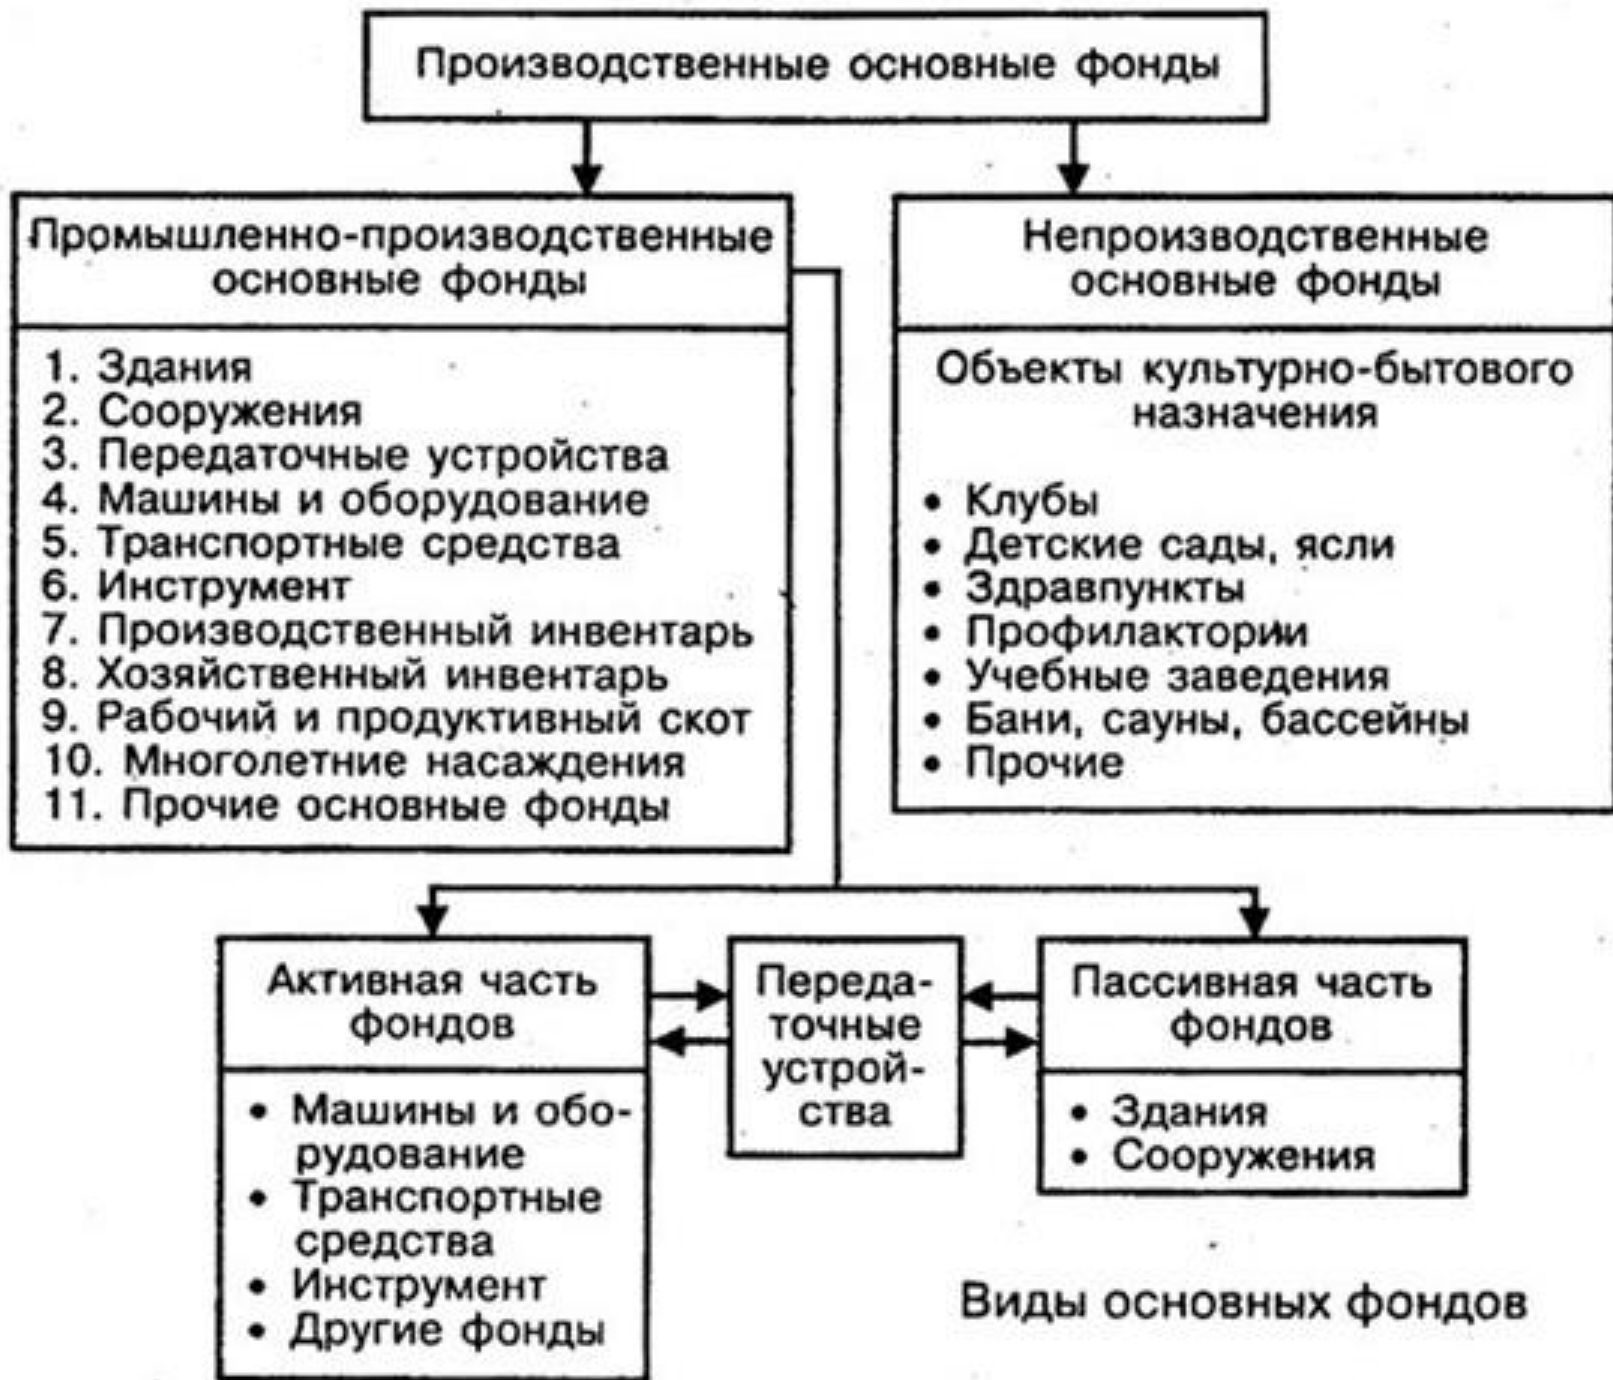 Производственные основные фонды
Промышленно-производственные
основные фонды
1. Здания
2. Сооружения
3. Передаточные устройства
4. Машины и оборудование
5. Транспортные средства
6. Инструмент
7. Производственный инвентарь
8. Хозяйственный инвентарь
9. Рабочий и продуктивный скот
10. Многолетние насаждения
11. Прочие основные фонды
Непроизводственные
основные фонды
Объекты культурно-бытового
назначения
• Клубы
• Детские сады, ясли
• Здравпункты
• Профилактории
• Учебные заведения
• Бани, сауны, бассейны
• Прочие
Активная часть
фондов
• Машины и обо-
рудование
• Транспортные
средства
• Инструмент
• Другие фонды
Переда-
точные
устрой-
ства
Пассивная часть
фондов
• Здания
• Сооружения
Виды основных фондов